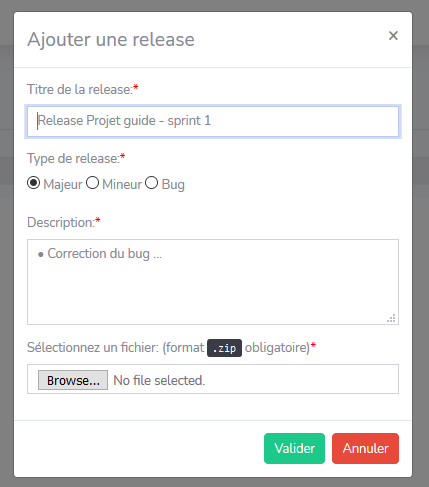 Ajouter une release ×
Titre de la release:*
Release Projet guide - sprint 1
Type de release:*
Majeur Mineur Bug
Description:*
• Correction du bug ...
Sélectionnez un fichier: (format .zip obligatoire)*
Browse... No file selected.
Valider Annuler